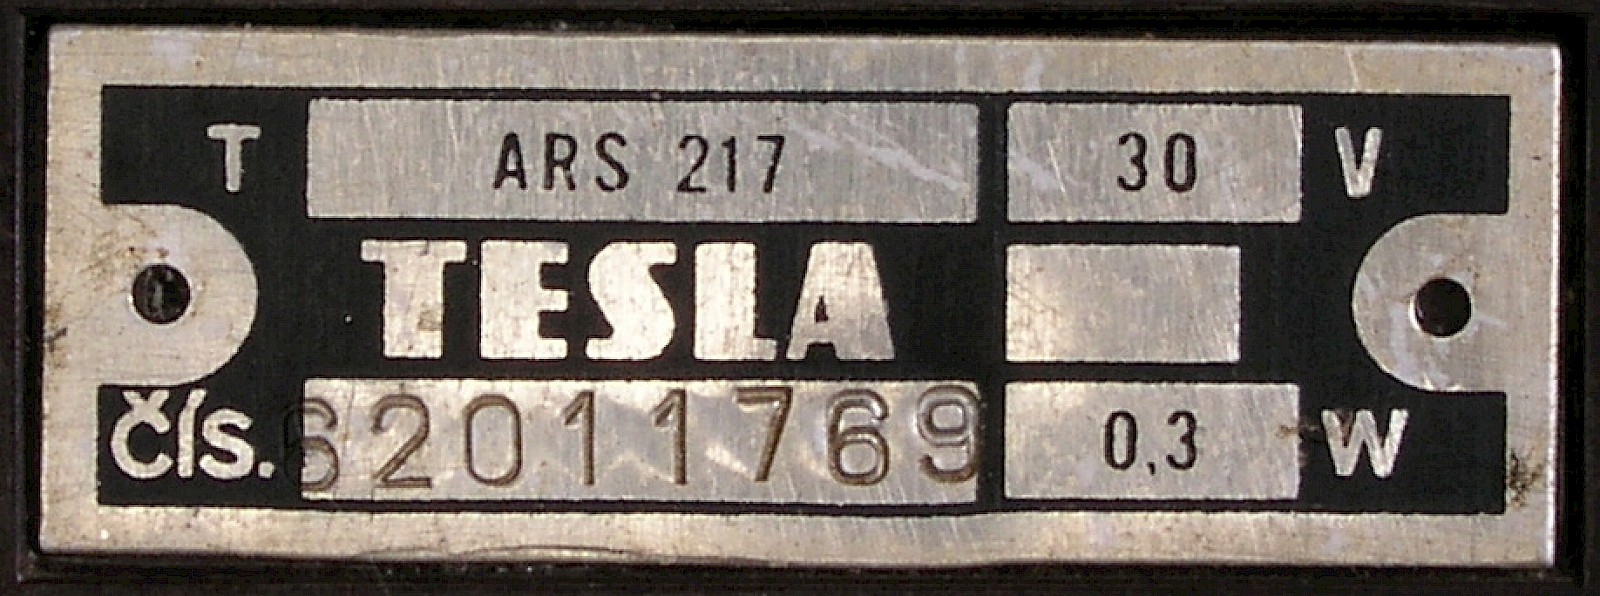 T ARS 217 30 V
TESLA
Čís. 62011769 0,3 W